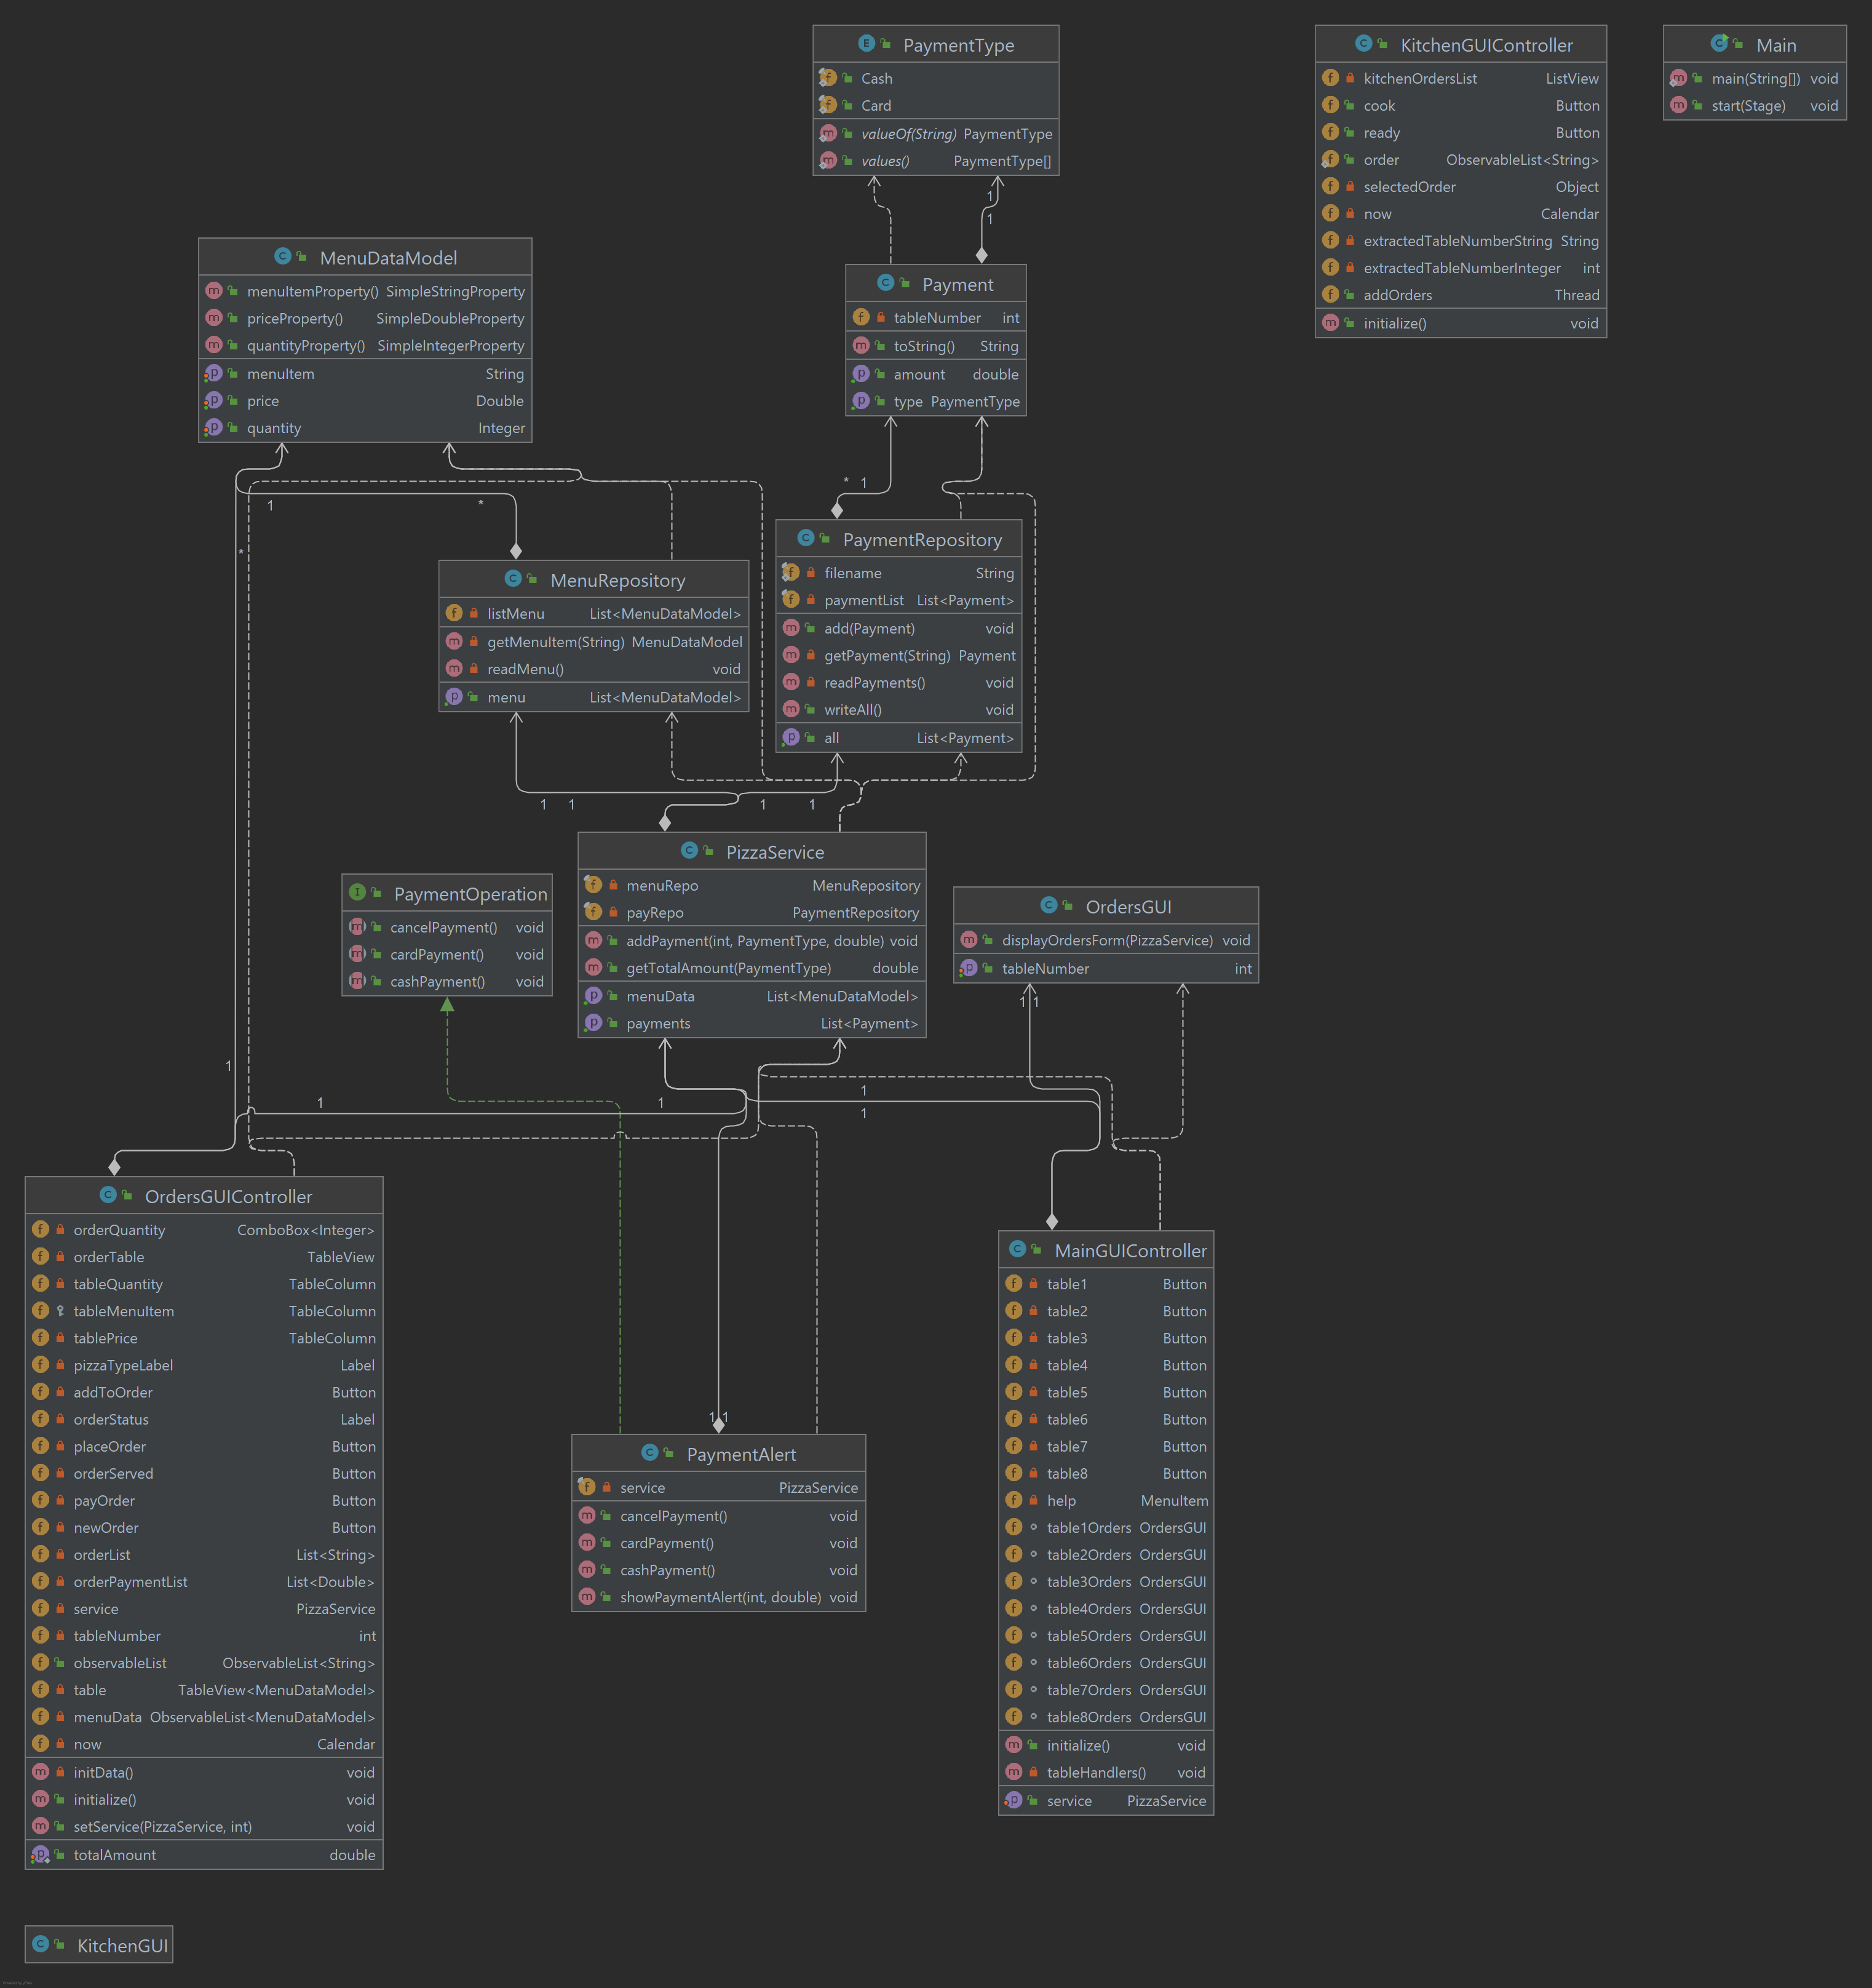 PaymentType
Cash
Card
valueOf(String) PaymentType
values() PaymentType[]
KitchenGUIController
kitchenOrdersList ListView
cook Button
ready Button
order ObservableList<String>
selectedOrder Object
now Calendar
extractedTableNumberString String
extractedTableNumberInteger int
addOrders Thread
initialize() void
Main
main(String[]) void
start(Stage) void
1
1
MenuDataModel
menuItemProperty() SimpleStringProperty
priceProperty() SimpleDoubleProperty
quantityProperty() SimpleIntegerProperty
menuItem String
price Double
quantity Integer
Payment
tableNumber int
toString() String
amount double
type PaymentType
* 1
1 *
*
MenuRepository
listMenu List<MenuDataModel>
getMenuItem(String) MenuDataModel
readMenu() void
menu List<MenuDataModel>
PaymentRepository
filename String
paymentList List<Payment>
add(Payment) void
getPayment(String) Payment
readPayments() void
writeAll() void
all List<Payment>
1 1 1 1
PizzaService
menuRepo MenuRepository
payRepo PaymentRepository
addPayment(int, PaymentType, double) void
getTotalAmount(PaymentType) double
menuData List<MenuDataModel>
payments List<Payment>
PaymentOperation
cancelPayment() void
cardPayment() void
cashPayment() void
OrdersGUI
displayOrdersForm(PizzaService) void
tableNumber int
1 1
1
1
1 1
1
OrdersGUIController
orderQuantity ComboBox<Integer>
orderTable TableView
tableQuantity TableColumn
tableMenuItem TableColumn
tablePrice TableColumn
pizzaTypeLabel Label
addToOrder Button
orderStatus Label
placeOrder Button
orderServed Button
payOrder Button
newOrder Button
orderList List<String>
orderPaymentList List<Double>
service PizzaService
tableNumber int
observableList ObservableList<String>
table TableView<MenuDataModel>
menuData ObservableList<MenuDataModel>
now Calendar
initData() void
initialize() void
setService(PizzaService, int) void
totalAmount double
1 1
PaymentAlert
service PizzaService
cancelPayment() void
cardPayment() void
cashPayment() void
showPaymentAlert(int, double) void
MainGUIController
table1 Button
table2 Button
table3 Button
table4 Button
table5 Button
table6 Button
table7 Button
table8 Button
help MenuItem
table1Orders OrdersGUI
table2Orders OrdersGUI
table3Orders OrdersGUI
table4Orders OrdersGUI
table5Orders OrdersGUI
table6Orders OrdersGUI
table7Orders OrdersGUI
table8Orders OrdersGUI
initialize() void
tableHandlers() void
service PizzaService
KitchenGUI